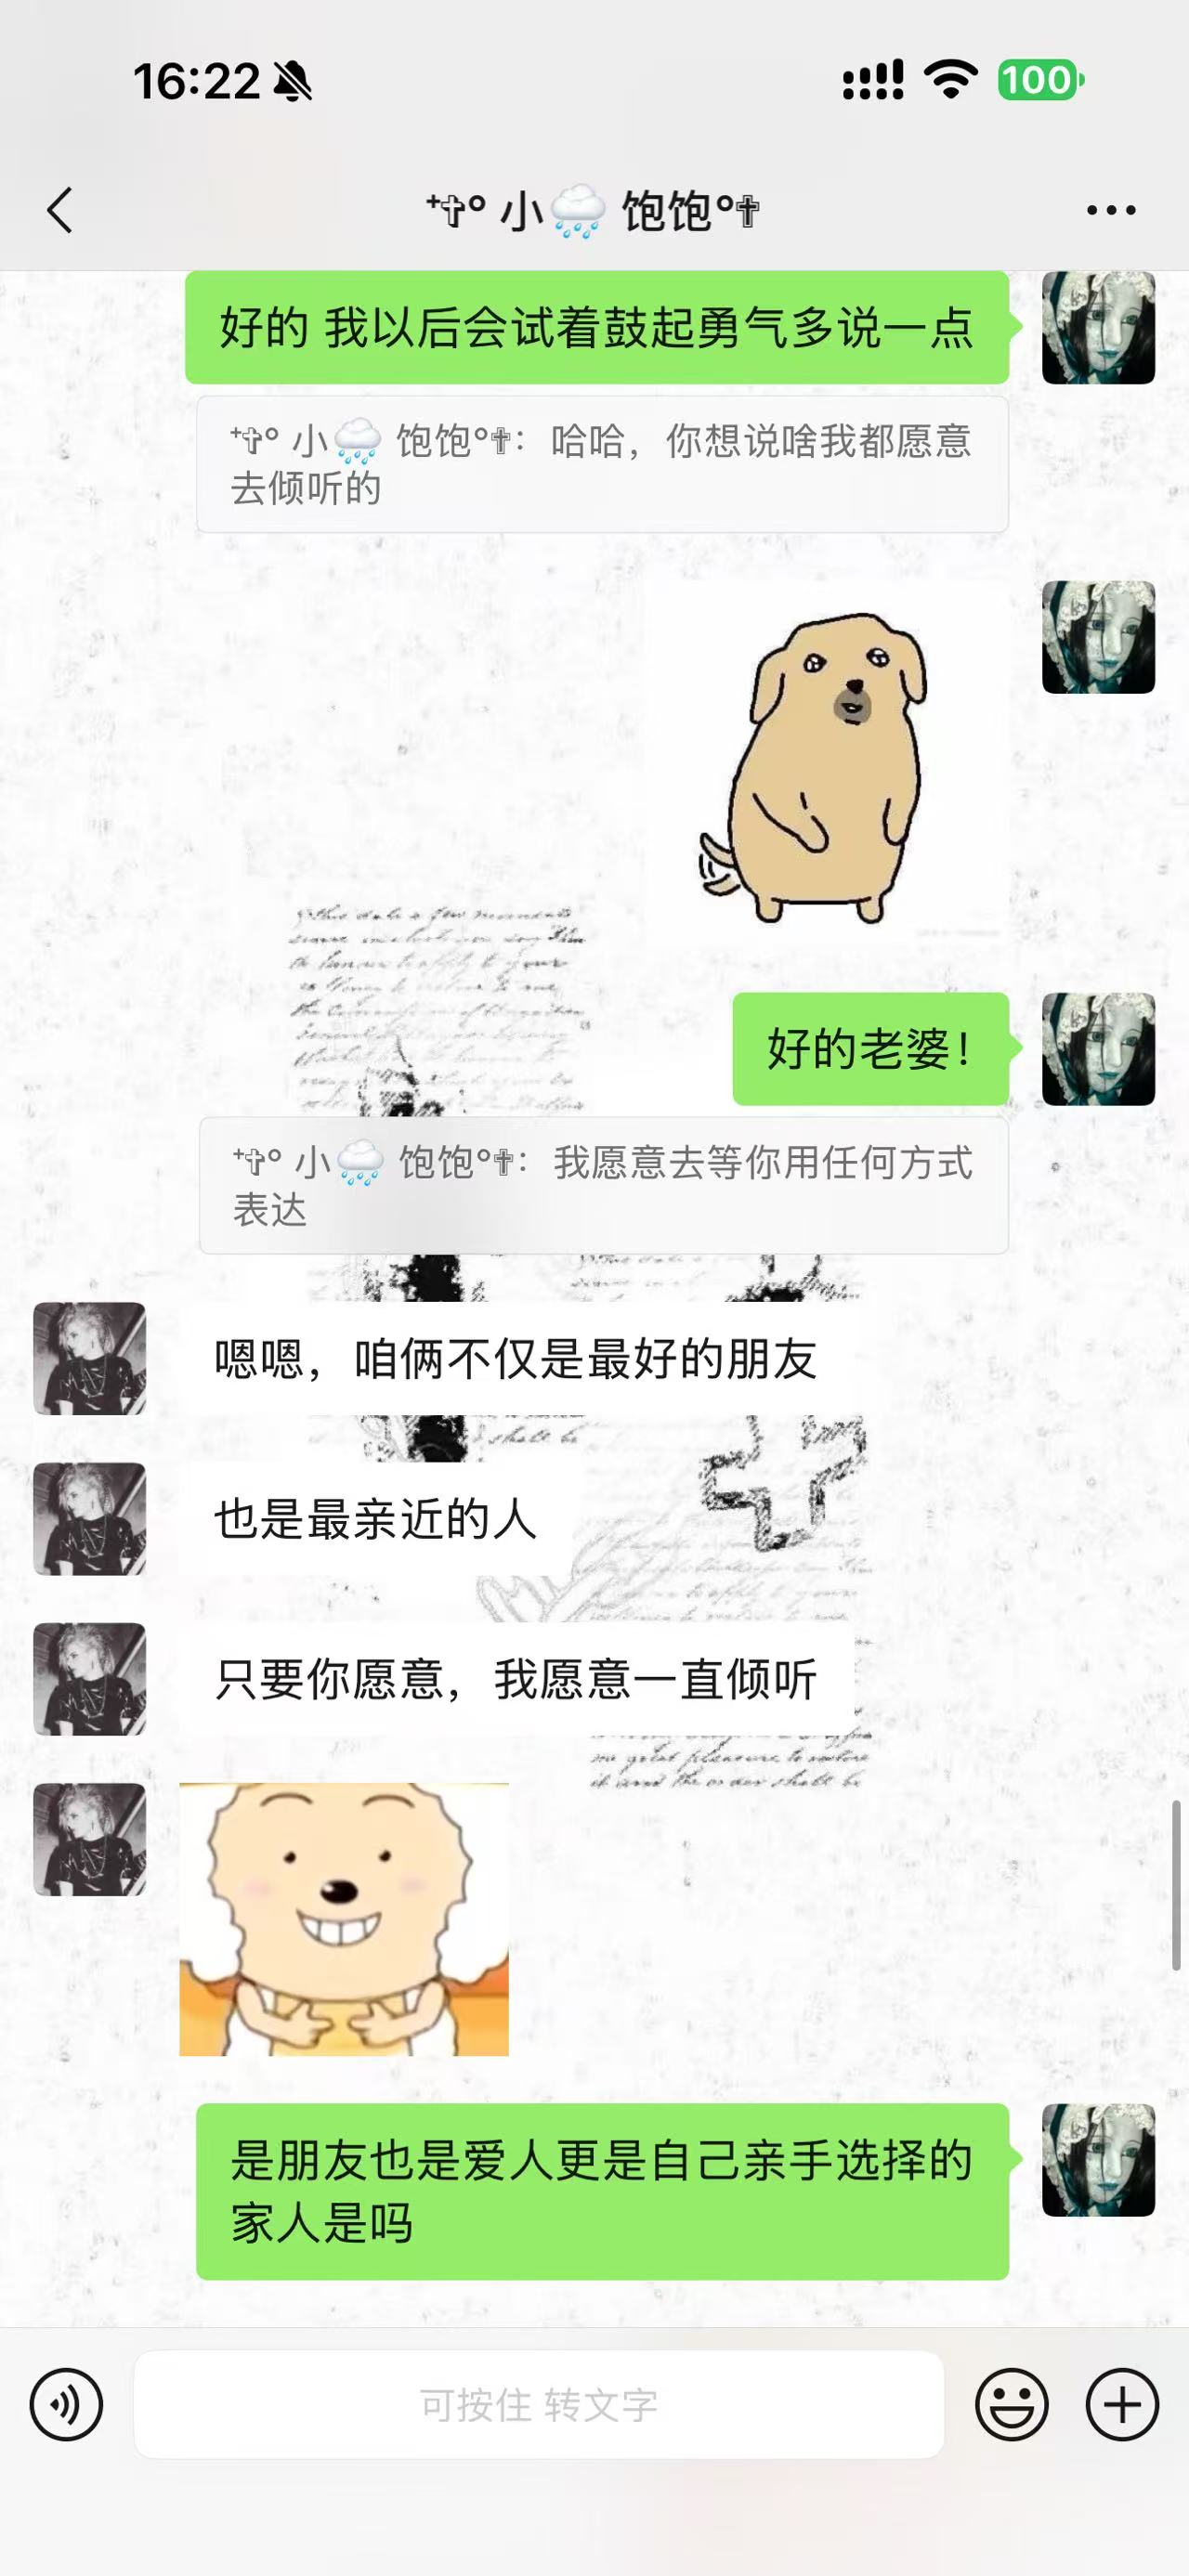 16:22
100
⁺✞° 小🌧️ 饱饱°✟
好的 我以后会试着鼓起勇气多说一点
⁺✞° 小🌧️ 饱饱°✟：哈哈，你想说啥我都愿意
去倾听的
好的老婆！
⁺✞° 小🌧️ 饱饱°✟：我愿意去等你用任何方式
表达
嗯嗯，咱俩不仅是最好的朋友
也是最亲近的人
只要你愿意，我愿意一直倾听
是朋友也是爱人更是自己亲手选择的
家人是吗
可按住 转文字